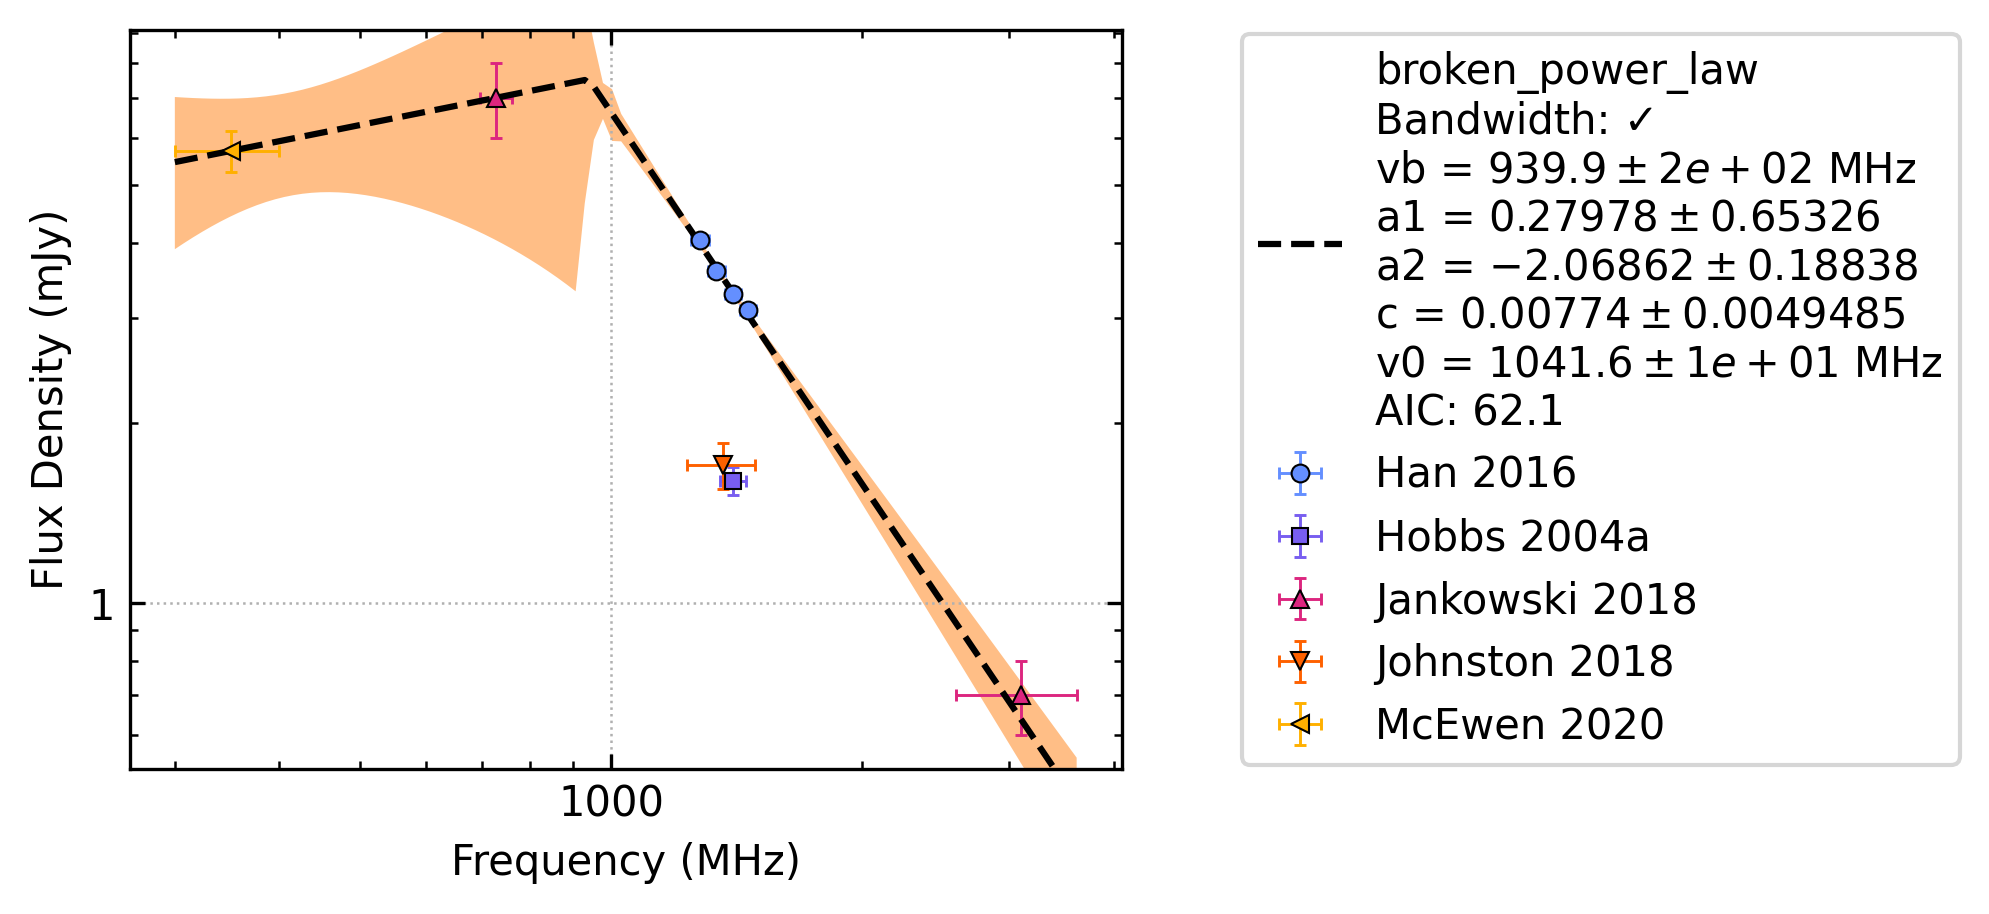 Flux Density (mJy)
1
1000
Frequency (MHz)
broken_power_law
Bandwidth: ✓
vb = 939.9 ± 2e + 02 MHz
a1 = 0.27978 ± 0.65326
a2 = −2.06862 ± 0.18838
c = 0.00774 ± 0.0049485
v0 = 1041.6 ± 1e + 01 MHz
AIC: 62.1
Han 2016
Hobbs 2004a
Jankowski 2018
Johnston 2018
McEwen 2020